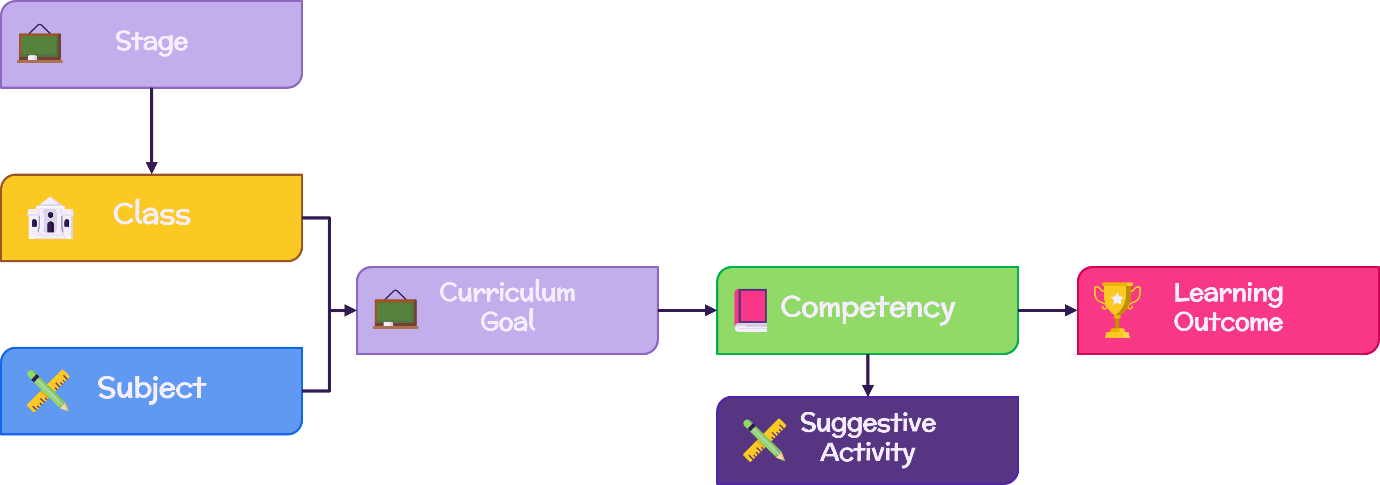 Stage
Class
Subject
Curriculum
Goal
Competency
Learning
Outcome
Suggestive
Activity